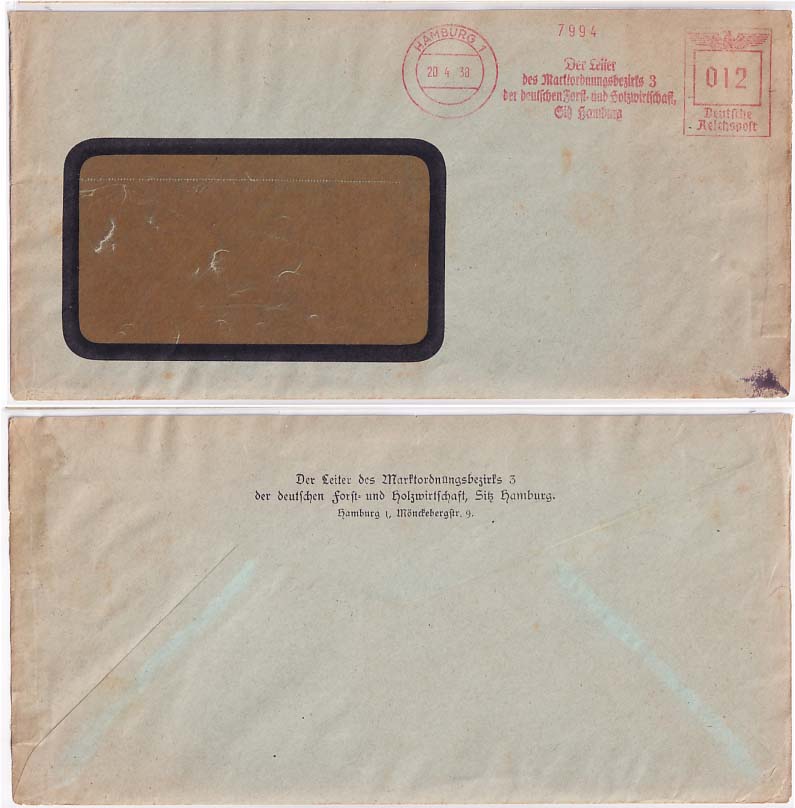 7994
HAMBURG 1
20.4.38
Der Leiter
des Marktordnungsbezirks 3
der deutschen Forst- und Holzwirtschaft,
Sitz Hamburg
012
Deutsche
Reichspost
Der Leiter des Marktordnungsbezirks 3
der deutschen Forst- und Holzwirtschaft, Sitz Hamburg.
Hamburg 1, Mönckebergstr. 9.